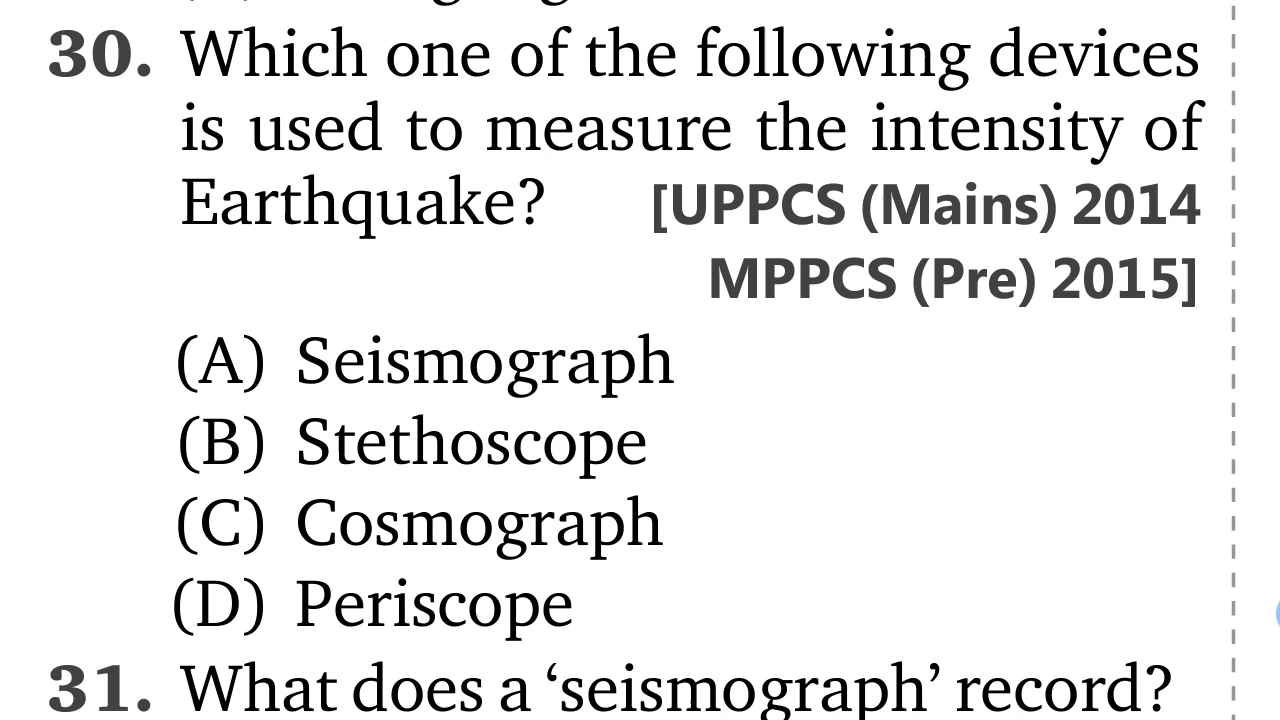 30. Which one of the following devices
is used to measure the intensity of
Earthquake? [UPPCS (Mains) 2014
MPPCS (Pre) 2015]
(A) Seismograph
(B) Stethoscope
(C) Cosmograph
(D) Periscope
31. What does a ‘seismograph’ record?